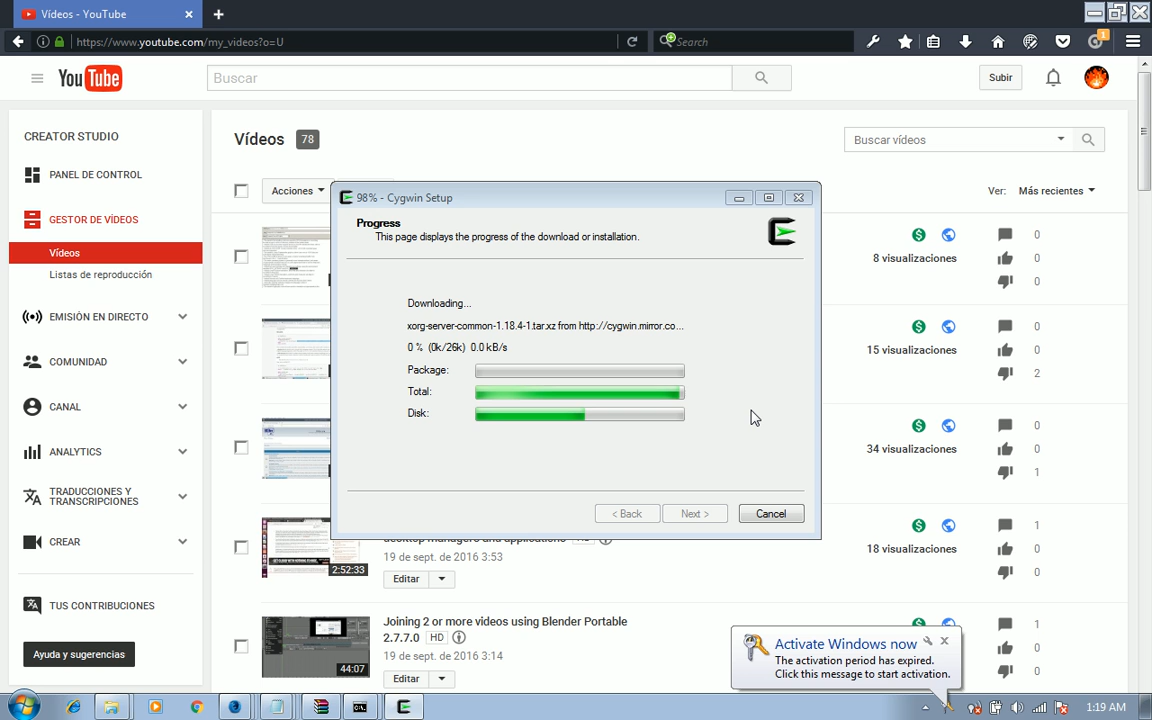 Vídeos - YouTube
https://www.youtube.com/my_videos?o=U
Search
1
YouTube
Buscar
Subir
CREATOR STUDIO
PANEL DE CONTROL
GESTOR DE VÍDEOS
Vídeos
Listas de reproducción
EMISIÓN EN DIRECTO
COMUNIDAD
CANAL
ANALYTICS
TRADUCCIONES Y
TRANSCRIPCIONES
CREAR
TUS CONTRIBUCIONES
Ayuda y sugerencias
Vídeos 78
Buscar vídeos
Acciones
Ver: Más recientes
98% - Cygwin Setup
Progress
This page displays the progress of the download or installation.
Downloading...
xorg-server-common-1.18.4-1.tar.xz from http://cygwin.mirror.co...
0 % (0k/26k) 0.0 kB/s
Package:
Total:
Disk:
< Back
Next >
Cancel
0
8 visualizaciones
0
0
0
15 visualizaciones
0
2
0
34 visualizaciones
0
1
1
18 visualizaciones
0
0
desktop managers and applications HD
19 de sept. de 2016 3:53
2:52:33
Editar
Joining 2 or more videos using Blender Portable
2.7.7.0 HD
19 de sept. de 2016 3:14
44:07
Editar
1
0
0
Activate Windows now
The activation period has expired.
Click this message to start activation.
1:19 AM